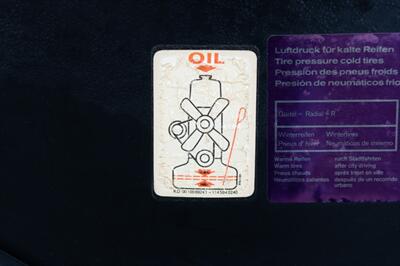 OIL
Luftdruck für kalte Reifen
Tire pressure cold tires
Pression des pneus froids
Presión de neumáticos frío
Gürtel - Radial
Winterreifen Wintertires
Pneus d' hiver Neumáticos de invierno
Warme Reifen nach Stadtfahrten
Warm tires after city driving
Pneus chauds après trajet en ville
Neumáticos calientes después de un recorrido
urbano